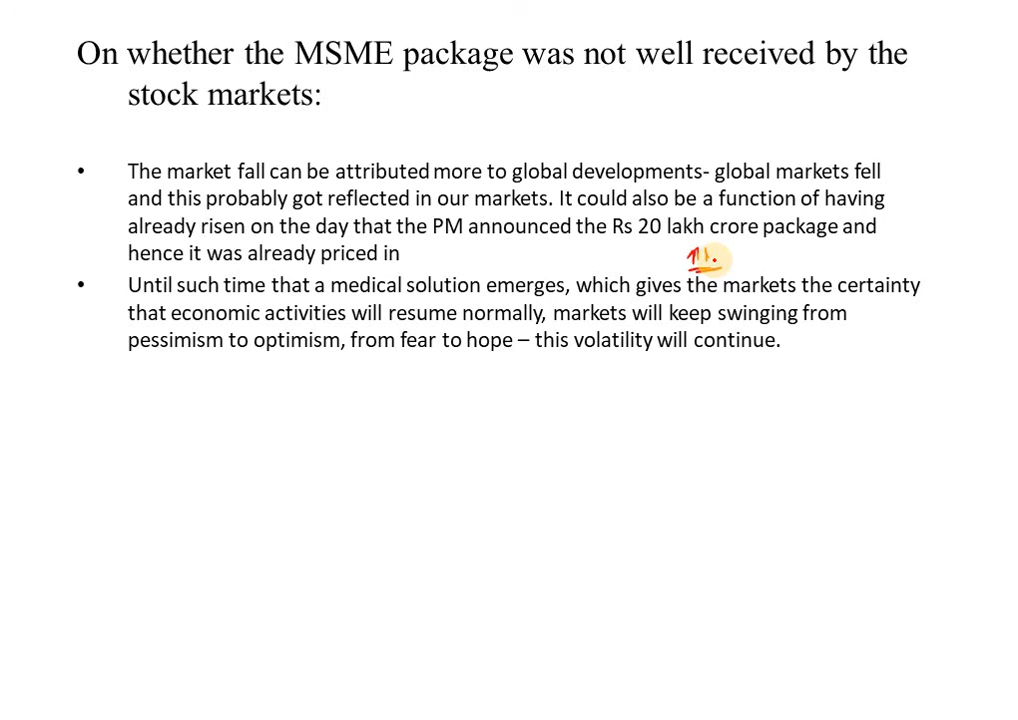 On whether the MSME package was not well received by the
stock markets:
• The market fall can be attributed more to global developments- global markets fell
and this probably got reflected in our markets. It could also be a function of having
already risen on the day that the PM announced the Rs 20 lakh crore package and
hence it was already priced in
• Until such time that a medical solution emerges, which gives the markets the certainty
that economic activities will resume normally, markets will keep swinging from
pessimism to optimism, from fear to hope – this volatility will continue.